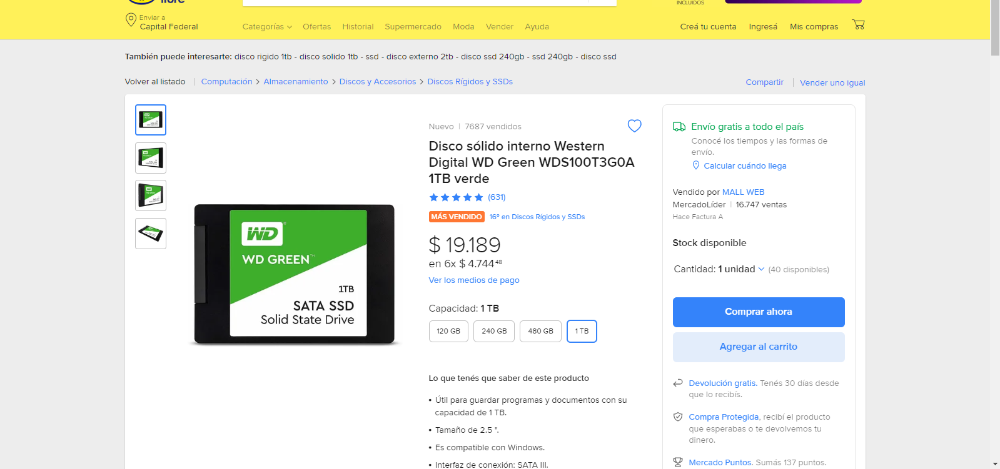 INCLUIDOS
Enviar a
Capital Federal
Categorías
Ofertas
Historial
Supermercado
Moda
Vender
Ayuda
Creá tu cuenta
Ingresá
Mis compras
También puede interesarte: disco rigido 1tb - disco solido 1tb - ssd - disco externo 2tb - disco ssd 240gb - ssd 240gb - disco ssd
Volver al listado | Computación > Almacenamiento > Discos y Accesorios > Discos Rígidos y SSDs
Compartir | Vender uno igual
Nuevo | 7687 vendidos
Disco sólido interno Western
Digital WD Green WDS100T3G0A
1TB verde
(631)
MÁS VENDIDO 16º en Discos Rígidos y SSDs
$ 19.189
en 6x $ 4.744 48
Ver los medios de pago
Capacidad: 1 TB
120 GB
240 GB
480 GB
1 TB
Lo que tenés que saber de este producto
• Útil para guardar programas y documentos con su
capacidad de 1 TB.
• Tamaño de 2.5 ".
• Es compatible con Windows.
• Interfaz de conexión: SATA III.
WD®
WD GREEN™
1TB
SATA SSD
Solid State Drive
Envío gratis a todo el país
Conocé los tiempos y las formas de
envío.
Calcular cuándo llega
Vendido por MALL WEB
MercadoLíder | 16.747 ventas
Hace Factura A
Stock disponible
Cantidad: 1 unidad (40 disponibles)
Comprar ahora
Agregar al carrito
Devolución gratis. Tenés 30 días desde
que lo recibís.
Compra Protegida, recibí el producto
que esperabas o te devolvemos tu
dinero.
Mercado Puntos. Sumás 137 puntos.